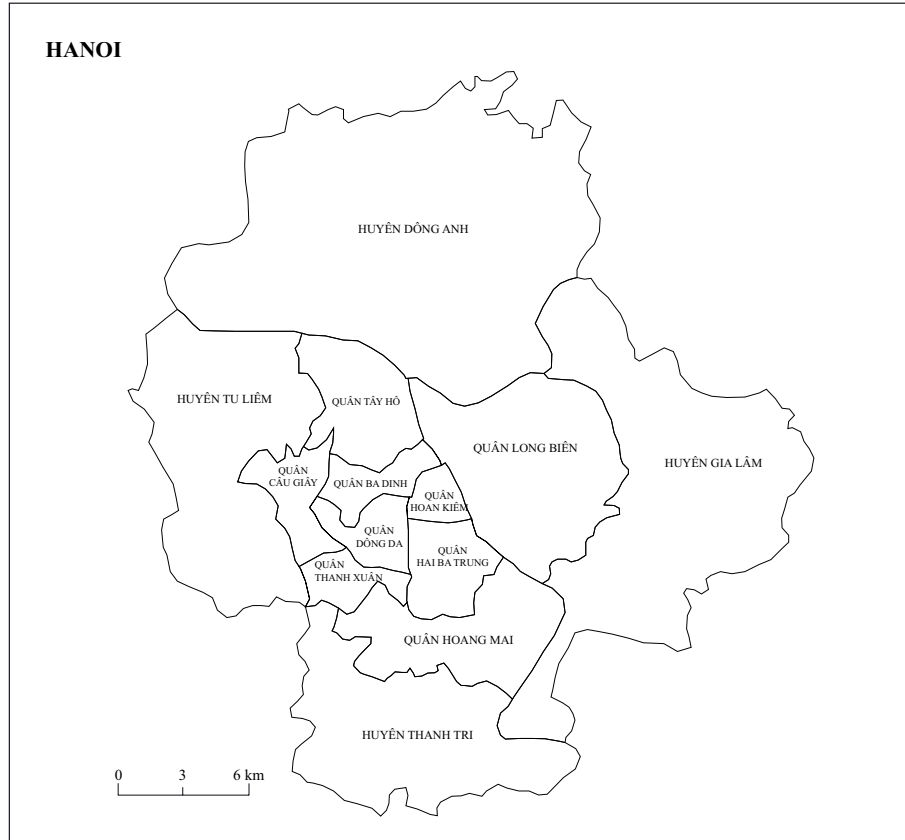 HANOI
HUYÊN DÔNG ANH
HUYÊN TU LIÊM
QUÂN TÂY HÔ
QUÂN LONG BIÊN
HUYÊN GIA LÂM
QUÂN
CÂU GIÂY
QUÂN BA DINH
QUÂN
HOAN KIÊM
QUÂN
DÔNG DA
QUÂN
HAI BA TRUNG
QUÂN
THANH XUÂN
QUÂN HOANG MAI
HUYÊN THANH TRI
0 3 6 km